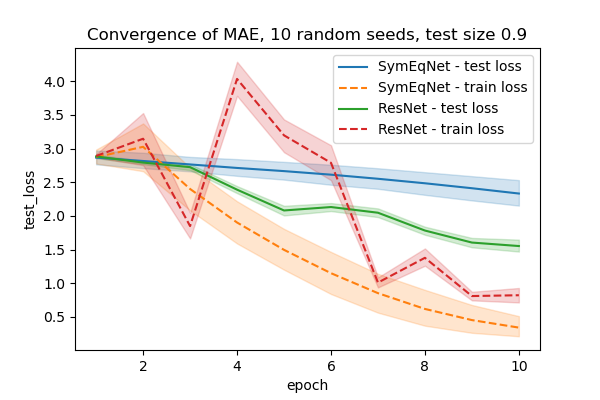 Convergence of MAE, 10 random seeds, test size 0.9
SymEqNet - test loss
SymEqNet - train loss
ResNet - test loss
ResNet - train loss
test_loss
4.0
3.5
3.0
2.5
2.0
1.5
1.0
0.5
2 4 6 8 10
epoch